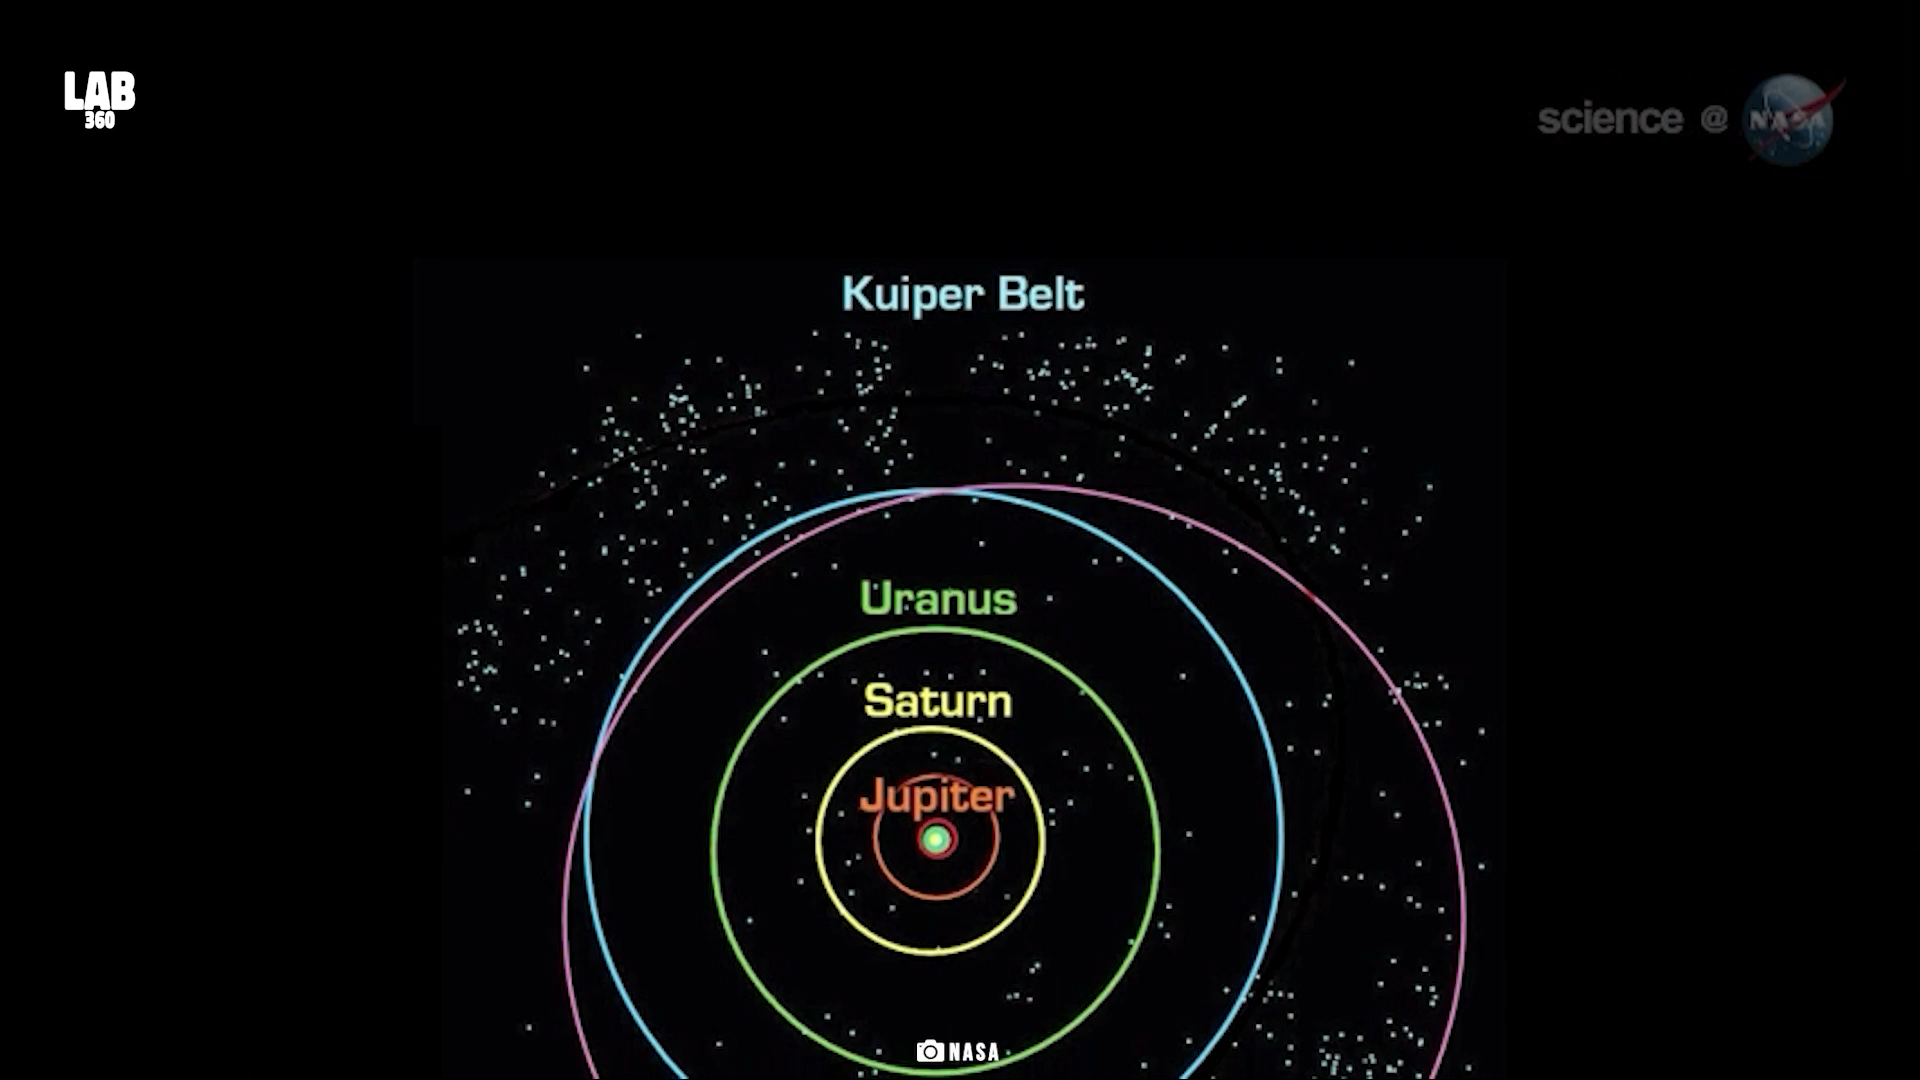 LAB
360
science @ NASA
Kuiper Belt
Uranus
Saturn
Jupiter
NASA